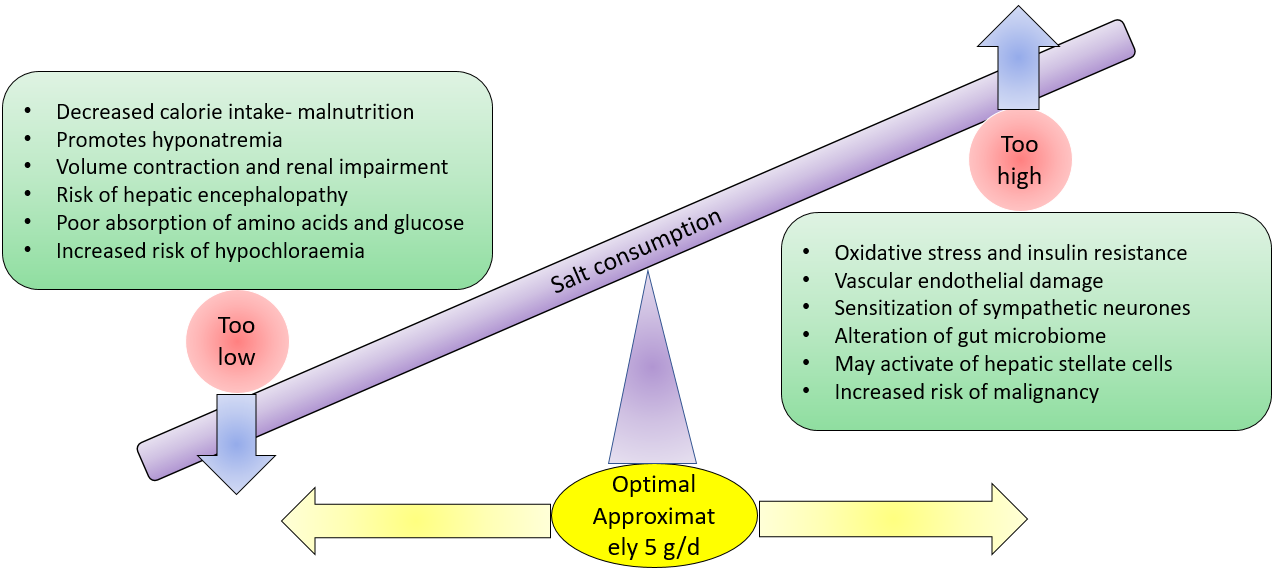 • Decreased calorie intake- malnutrition
• Promotes hyponatremia
• Volume contraction and renal impairment
• Risk of hepatic encephalopathy
• Poor absorption of amino acids and glucose
• Increased risk of hypochloraemia
Too
low
Salt consumption
Too
high
• Oxidative stress and insulin resistance
• Vascular endothelial damage
• Sensitization of sympathetic neurones
• Alteration of gut microbiome
• May activate of hepatic stellate cells
• Increased risk of malignancy
Optimal
Approximat
ely 5 g/d